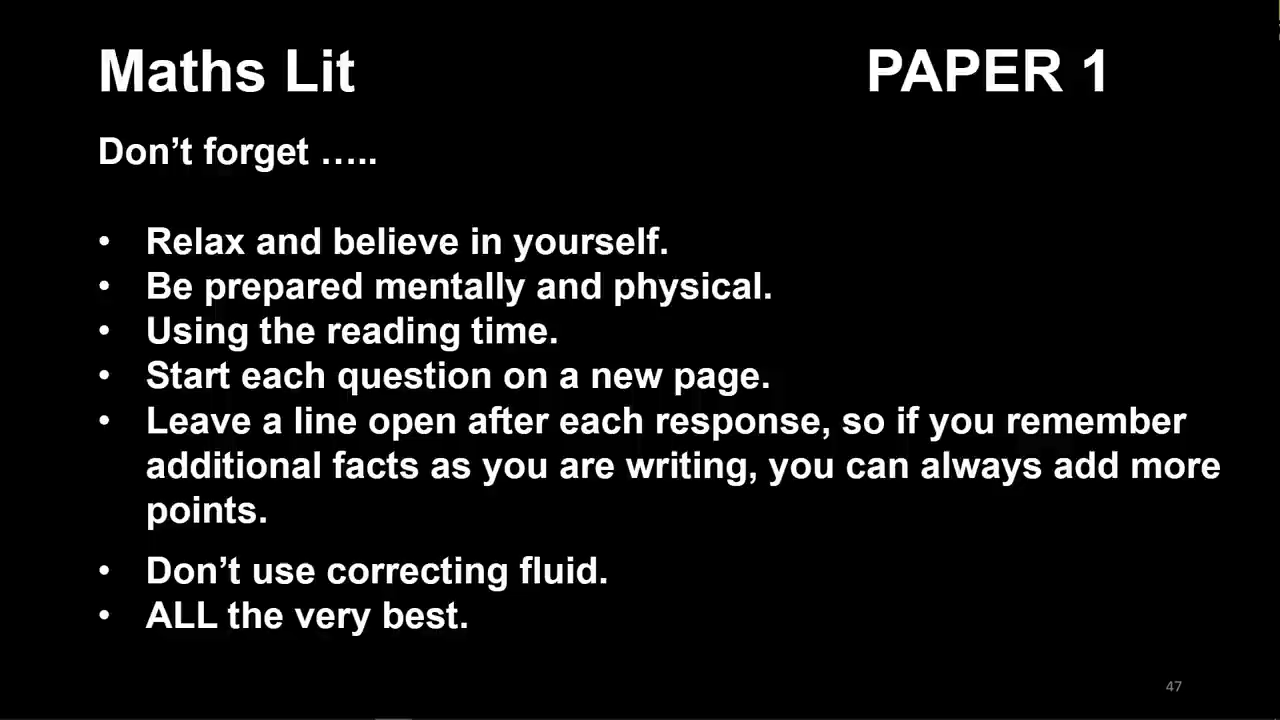 Maths Lit PAPER 1
Don’t forget …..
• Relax and believe in yourself.
• Be prepared mentally and physical.
• Using the reading time.
• Start each question on a new page.
• Leave a line open after each response, so if you remember
additional facts as you are writing, you can always add more
points.
• Don’t use correcting fluid.
• ALL the very best.
47